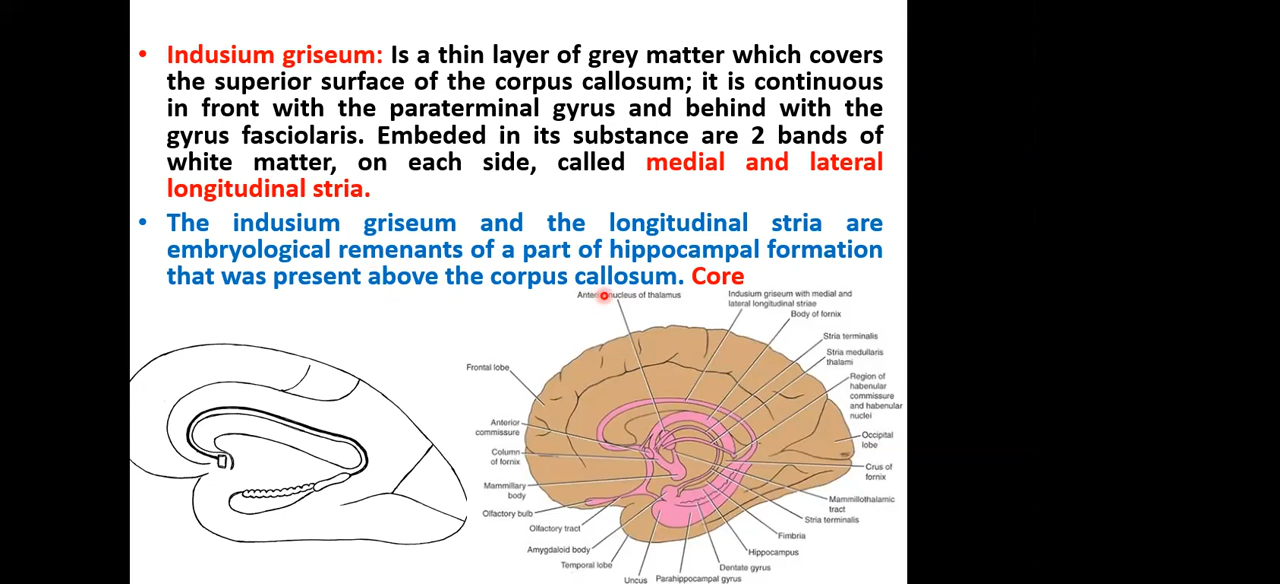 • Indusium griseum: Is a thin layer of grey matter which covers
the superior surface of the corpus callosum; it is continuous
in front with the paraterminal gyrus and behind with the
gyrus fasciolaris. Embeded in its substance are 2 bands of
white matter, on each side, called medial and lateral
longitudinal stria.
• The indusium griseum and the longitudinal stria are
embryological remenants of a part of hippocampal formation
that was present above the corpus callosum. Core
nucleus of thalamus
Indusium griseum with medial and
lateral longitudinal striae
Body of fornix
Stria terminalis
Stria medullaris
thalami
Region of
habenular
commissure
and habenular
nuclei
Occipital
lobe
Crus of
fornix
Mammillothalamic
tract
Stria terminalis
Fimbria
Hippocampus
Dentate gyrus
Parahippocampal gyrus
Uncus
Temporal lobe
Amygdaloid body
Olfactory tract
Olfactory bulb
Mammillary
body
Column
of fornix
Anterior
commissure
Frontal lobe